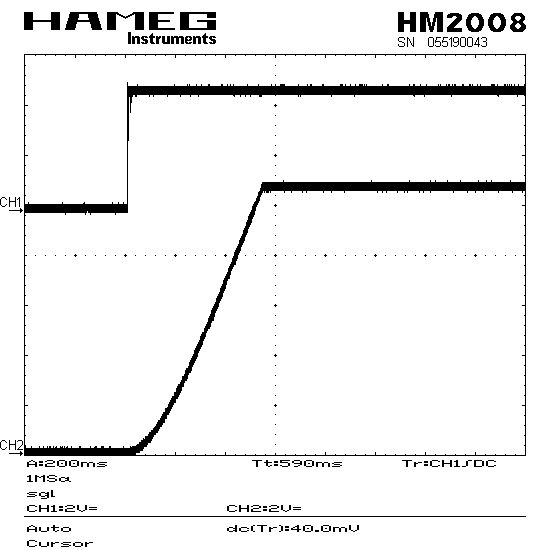 HAMEG HM2008
Instruments SN 055190043
CH1
CH2
A:200ms Tt:590ms Tr:CH1∫DC
1MSa
sgl
CH1:2V= CH2:2V=
Auto dc(Tr):40.0mV
Cursor